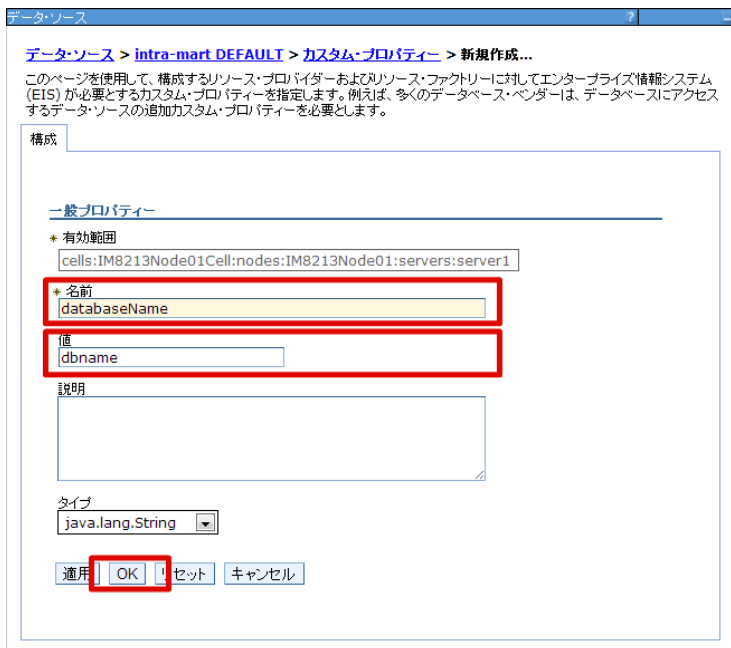 データ・ソース ? –
データ・ソース > intra-mart DEFAULT > カスタム・プロパティー > 新規作成...
このページを使用して、構成するリソース・プロバイダーおよびリソース・ファクトリーに対してエンタープライズ情報システム
(EIS) が必要とするカスタム・プロパティーを指定します。例えば、多くのデータベース・ベンダーは、データベースにアクセス
するデータ・ソースの追加カスタム・プロパティーを必要とします。
構成
一般プロパティー
* 有効範囲
cells:IM8213Node01Cell:nodes:IM8213Node01:servers:server1
* 名前
databaseName
値
dbname
説明
タイプ
java.lang.String
適用 OK リセット キャンセル